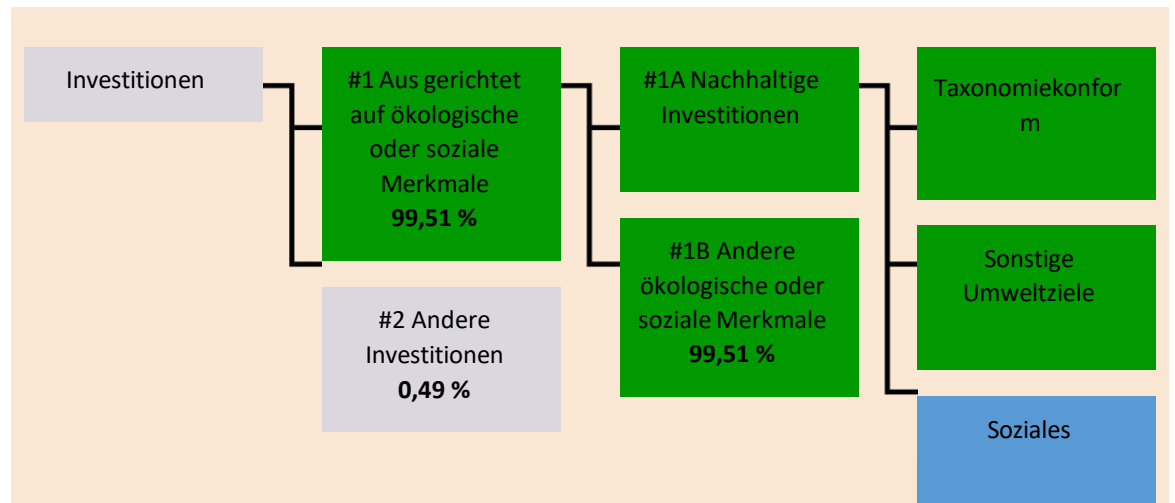 Investitionen
#1 Aus gerichtet
auf ökologische
oder soziale
Merkmale
99,51 %
#2 Andere
Investitionen
0,49 %
#1A Nachhaltige
Investitionen
#1B Andere
ökologische oder
soziale Merkmale
99,51 %
Taxonomiekonfor
m
Sonstige
Umweltziele
Soziales